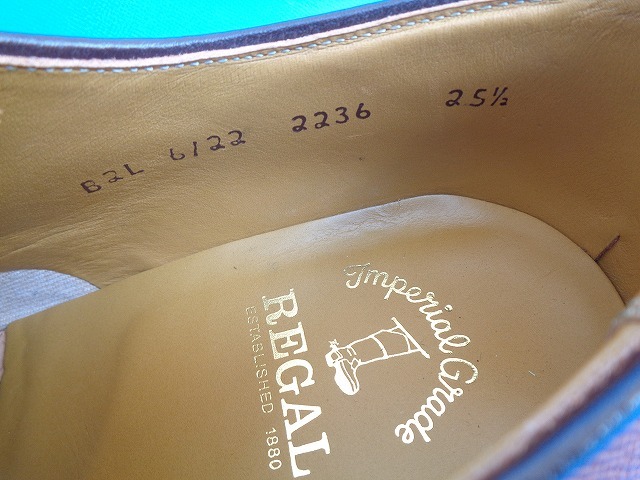 B2L 6122 2236 25½
Imperial Grade
REGAL
ESTABLISHED 1880